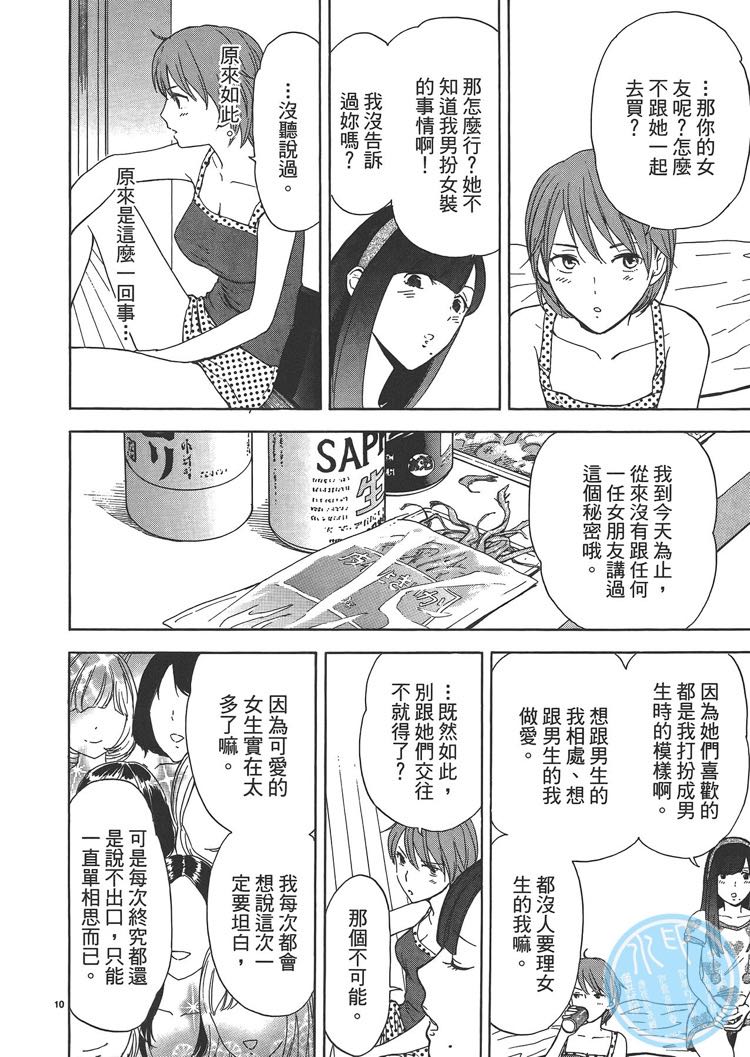 …那你的女
友呢？怎麼
不跟她一起
去買？
那怎麼行？她不
知道我男扮女裝
的事情啊！
我沒告訴
過妳嗎？
…沒聽說過。
原來如此。
原來是這麼一回事…
我到今天為止，
從來沒有跟任何
一任女朋友講過
這個秘密哦。
SAPP
生
因為她們喜歡的
都是我打扮成男
生時的模樣啊。
想跟男生的
我相處、想
跟男生的我
做愛。
都沒人要理女
生的我嘛。
…既然如此，
別跟她們交往
不就得了？
那個不可能。
因為可愛的
女生實在太
多了嘛。
我每次都會
想說這次一
定要坦白，
可是每次終究都還
是說不出口，只能
一直單相思而已。
10